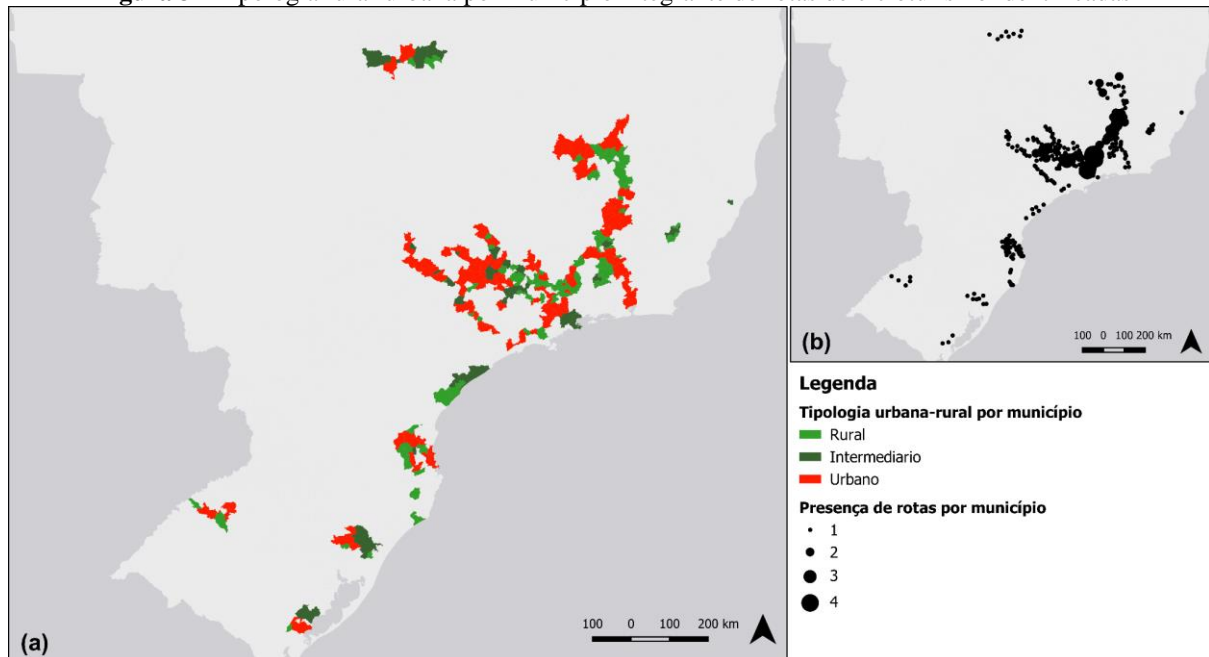 (a)
100 0 100 200 km
(b)
100 0 100 200 km
Legenda
Tipologia urbana-rural por município
Rural
Intermediario
Urbano
Presença de rotas por município
1
2
3
4